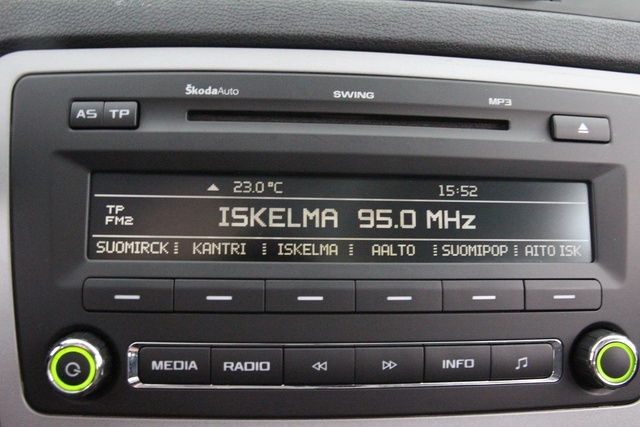 ŠkodaAuto SWING MP3
AS TP
23.0 °C 15:52
TP
FM2
ISKELMA 95.0 MHz
SUOMIRCK KANTRI ISKELMA AALTO SUOMIPOP AITO ISK
MEDIA RADIO INFO